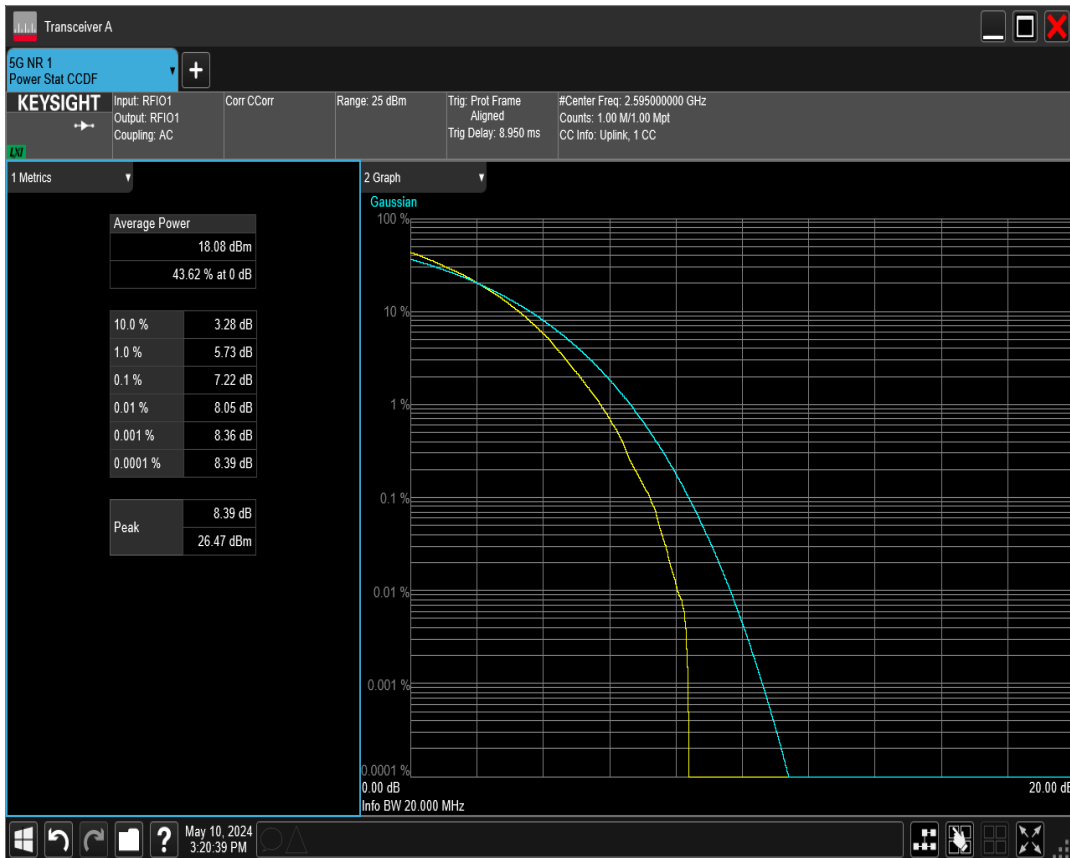 Transceiver A
5G NR 1
Power Stat CCDF
KEYSIGHT
LXI
Input: RFIO1
Output: RFIO1
Coupling: AC
Corr CCorr
Range: 25 dBm
Trig: Prot Frame
Aligned
Trig Delay: 8.950 ms
#Center Freq: 2.595000000 GHz
Counts: 1.00 M/1.00 Mpt
CC Info: Uplink, 1 CC
1 Metrics
Average Power
18.08 dBm
43.62 % at 0 dB
10.0 % 3.28 dB
1.0 % 5.73 dB
0.1 % 7.22 dB
0.01 % 8.05 dB
0.001 % 8.36 dB
0.0001 % 8.39 dB
Peak
8.39 dB
26.47 dBm
2 Graph
Gaussian
100 %
10 %
1 %
0.1 %
0.01 %
0.001 %
0.0001 %
0.00 dB 20.00 dB
Info BW 20.000 MHz
? May 10, 2024
3:20:39 PM